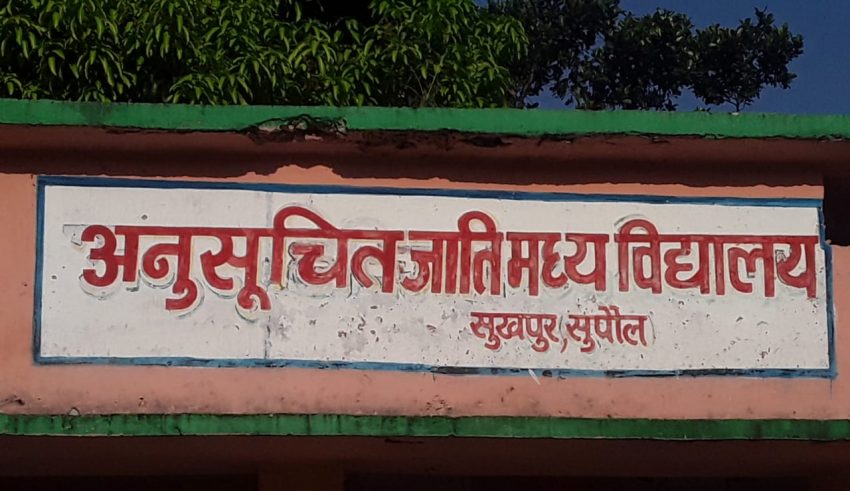 अनुसूचित जाति मध्य विद्यालय
सुखपुर, सुपौल